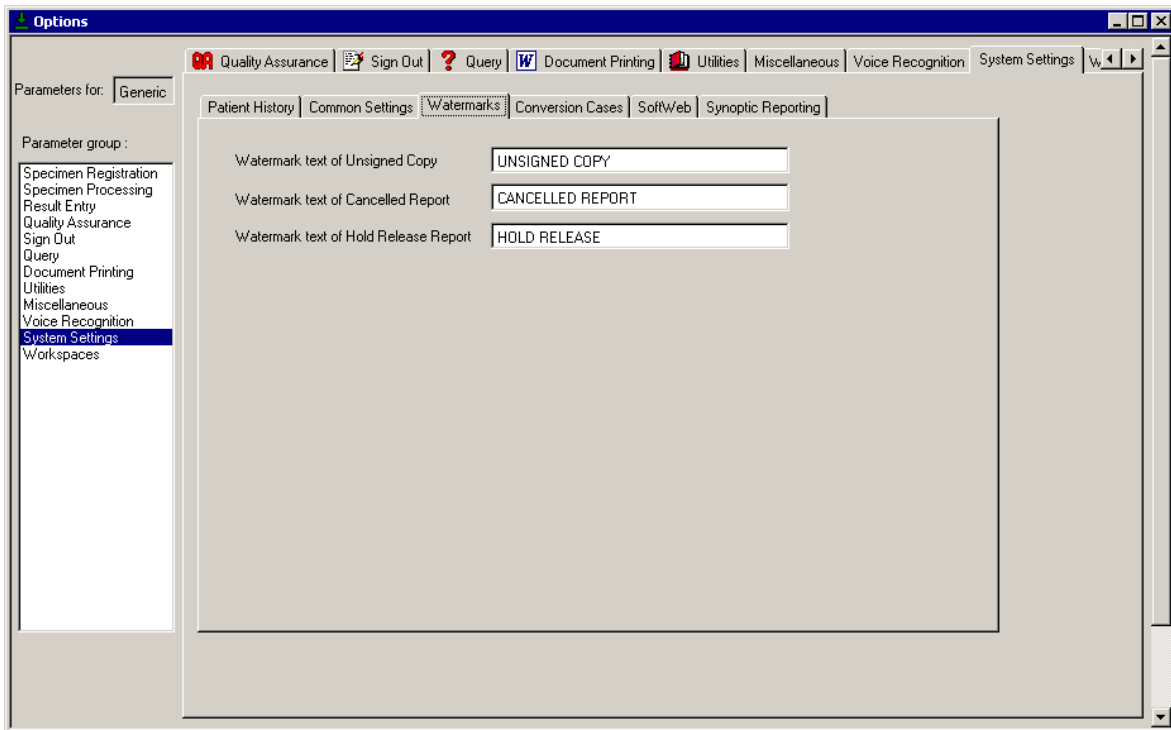 Options
QA Quality Assurance Sign Out ? Query W Document Printing Utilities Miscellaneous Voice Recognition System Settings W
Parameters for: Generic
Patient History Common Settings Watermarks Conversion Cases SoftWeb Synoptic Reporting
Parameter group :
Specimen Registration
Specimen Processing
Result Entry
Quality Assurance
Sign Out
Query
Document Printing
Utilities
Miscellaneous
Voice Recognition
System Settings
Workspaces
Watermark text of Unsigned Copy UNSIGNED COPY
Watermark text of Cancelled Report CANCELLED REPORT
Watermark text of Hold Release Report HOLD RELEASE